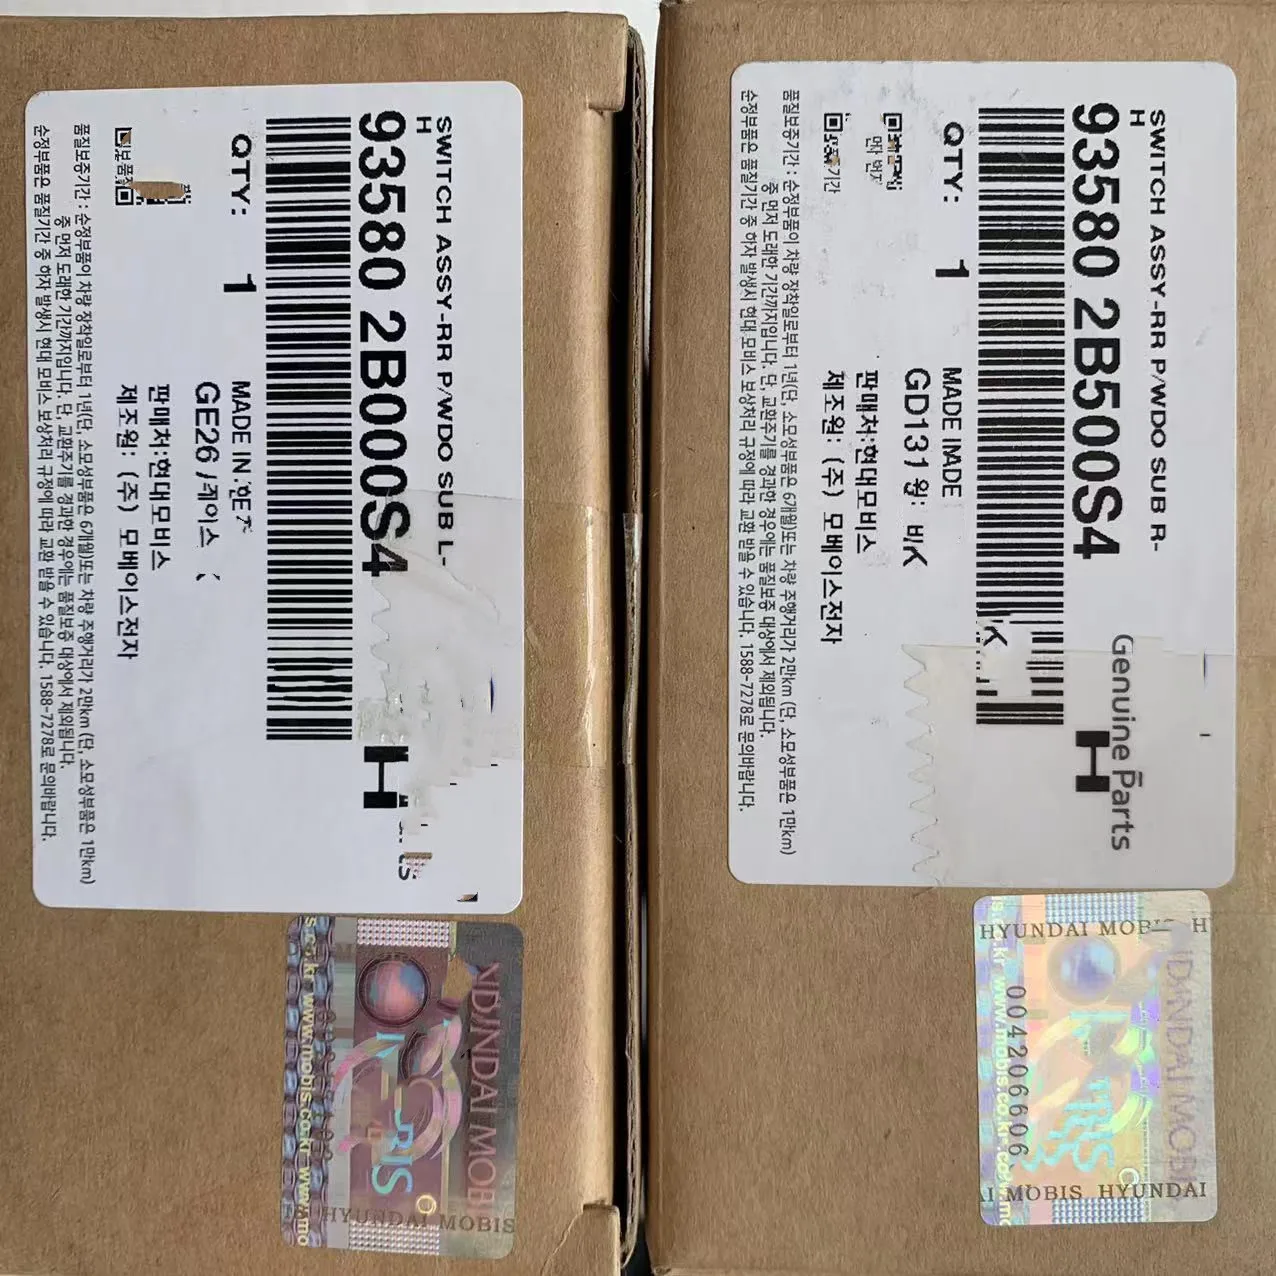 SWITCH ASSY-RR P/WDO SUB L-
H
93580 2B000S4
H
QTY: 1
MADE IN
GE26
판매처:현대모비스
제조원: (주) 모베이스전자
품질보증기간 : 순정부품이 차량 장착일로부터 1년(단, 소모성부품은 6개월)또는 차량 주행거리가 2만km (단, 소모성부품은 1만km)
중 먼저 도래한 기간까지입니다. 단, 교환주기를 경과한 경우에는 품질보증 대상에서 제외됩니다.
순정부품은 품질기간 중 하자 발생시 현대 모비스 보상처리 규정에 따라 교환 받을 수 있습니다. 1588-7278로 문의바랍니다.
www.mobis.co.kr
HYUNDAI MOBIS
SWITCH ASSY-RR P/WDO SUB R-
H
93580 2B500S4
Genuine Parts
H
QTY: 1
MADE
GD131
판매처:현대모비스
제조원: (주) 모베이스전자
품질보증기간 : 순정부품이 차량 장착일로부터 1년(단, 소모성부품은 6개월)또는 차량 주행거리가 2만km (단, 소모성부품은 1만km)
중 먼저 도래한 기간까지입니다. 단, 교환주기를 경과한 경우에는 품질보증 대상에서 제외됩니다.
순정부품은 품질기간 중 하자 발생시 현대 모비스 보상처리 규정에 따라 교환 받을 수 있습니다. 1588-7278로 문의바랍니다.
HYUNDAI
004206606
www.mobis.co.kr
MOBIS HYUNDAI